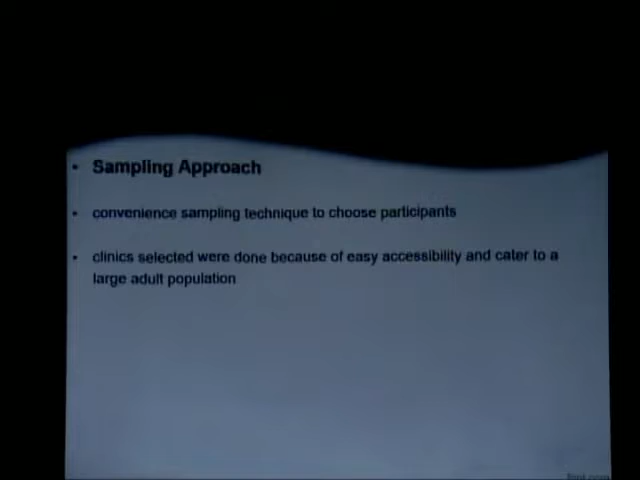 • Sampling Approach
• convenience sampling technique to choose participants
• clinics selected were done because of easy accessibility and cater to a
large adult population